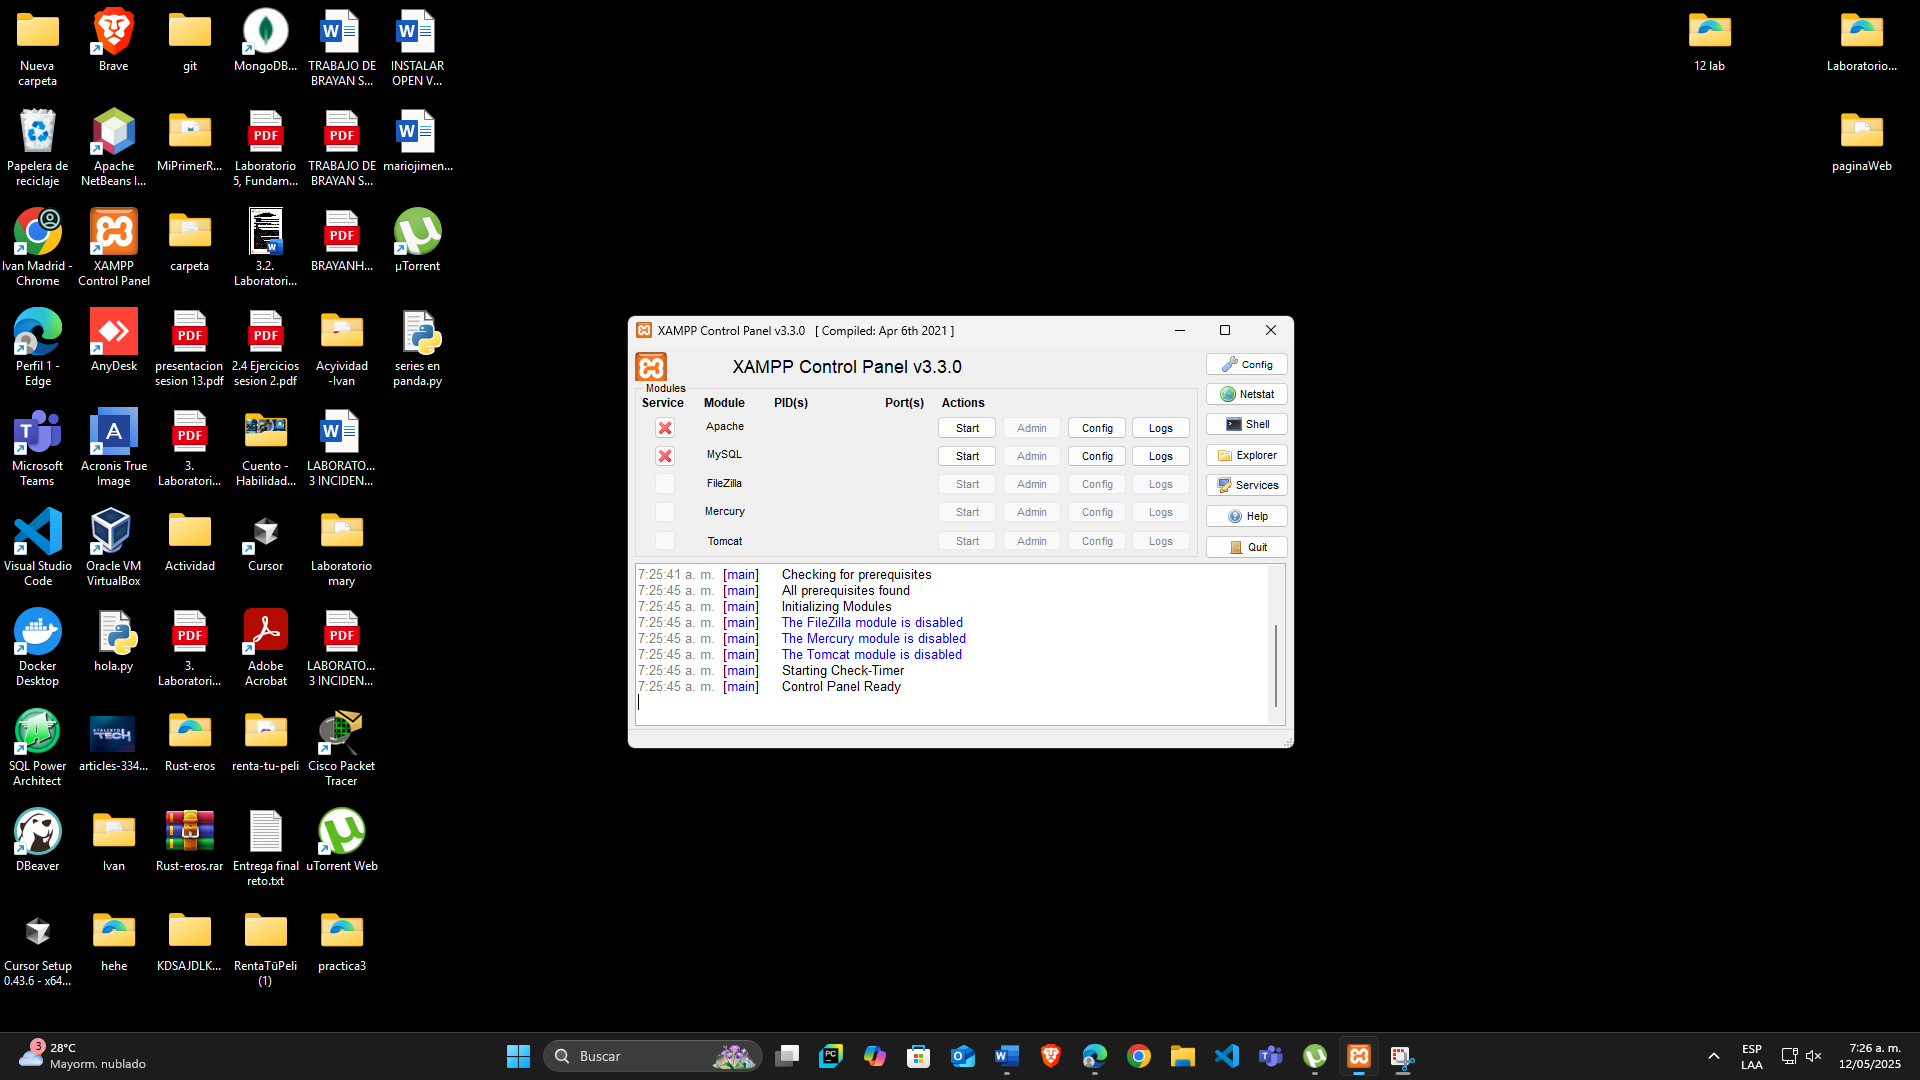 Nueva
carpeta
Brave
git
MongoDB...
TRABAJO DE
BRAYAN S...
INSTALAR
OPEN V...
12 lab
Laboratorio...
Papelera de
reciclaje
Apache
NetBeans I...
MiPrimerR...
Laboratorio
5, Fundam...
TRABAJO DE
BRAYAN S...
mariojimen...
paginaWeb
Ivan Madrid -
Chrome
XAMPP
Control Panel
carpeta
3.2.
Laboratori...
BRAYANH...
µTorrent
Perfil 1 -
Edge
AnyDesk
presentacion
sesion 13.pdf
2.4 Ejercicios
sesion 2.pdf
Acyividad
-Ivan
series en
panda.py
Microsoft
Teams
Acronis True
Image
3.
Laboratori...
Cuento -
Habilidad...
LABORATO...
3 INCIDEN...
Visual Studio
Code
Oracle VM
VirtualBox
Actividad
Cursor
Laboratorio
mary
Docker
Desktop
hola.py
3.
Laboratori...
Adobe
Acrobat
LABORATO...
3 INCIDEN...
SQL Power
Architect
articles-334...
Rust-eros
renta-tu-peli
Cisco Packet
Tracer
DBeaver
Ivan
Rust-eros.rar
Entrega final
reto.txt
uTorrent Web
Cursor Setup
0.43.6 - x64...
hehe
KDSAJDLK...
RentaTüPeli
(1)
practica3
XAMPP Control Panel v3.3.0 [ Compiled: Apr 6th 2021 ]
XAMPP Control Panel v3.3.0
Modules
Service Module PID(s) Port(s) Actions
Apache Start Admin Config Logs
MySQL Start Admin Config Logs
FileZilla Start Admin Config Logs
Mercury Start Admin Config Logs
Tomcat Start Admin Config Logs
Config
Netstat
Shell
Explorer
Services
Help
Quit
7:25:41 a. m. [main] Checking for prerequisites
7:25:45 a. m. [main] All prerequisites found
7:25:45 a. m. [main] Initializing Modules
7:25:45 a. m. [main] The FileZilla module is disabled
7:25:45 a. m. [main] The Mercury module is disabled
7:25:45 a. m. [main] The Tomcat module is disabled
7:25:45 a. m. [main] Starting Check-Timer
7:25:45 a. m. [main] Control Panel Ready
3
28°C
Mayorm. nublado
Buscar
ESP
LAA
7:26 a. m.
12/05/2025